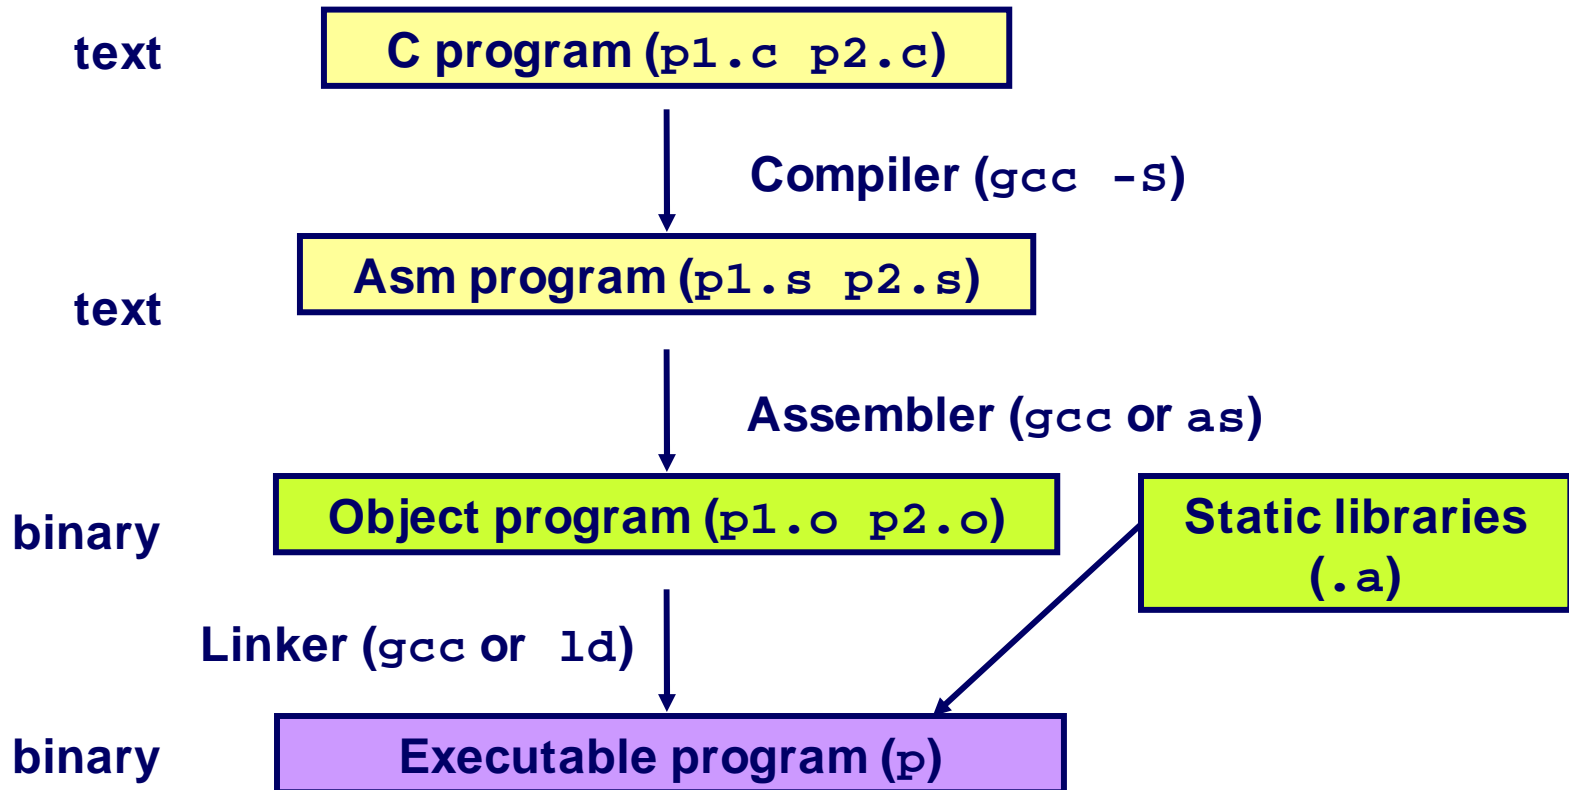 text
C program (p1.c p2.c)
Compiler (gcc -S)
text
Asm program (p1.s p2.s)
Assembler (gcc or as)
binary
Object program (p1.o p2.o)
Static libraries
(.a)
Linker (gcc or ld)
binary
Executable program (p)